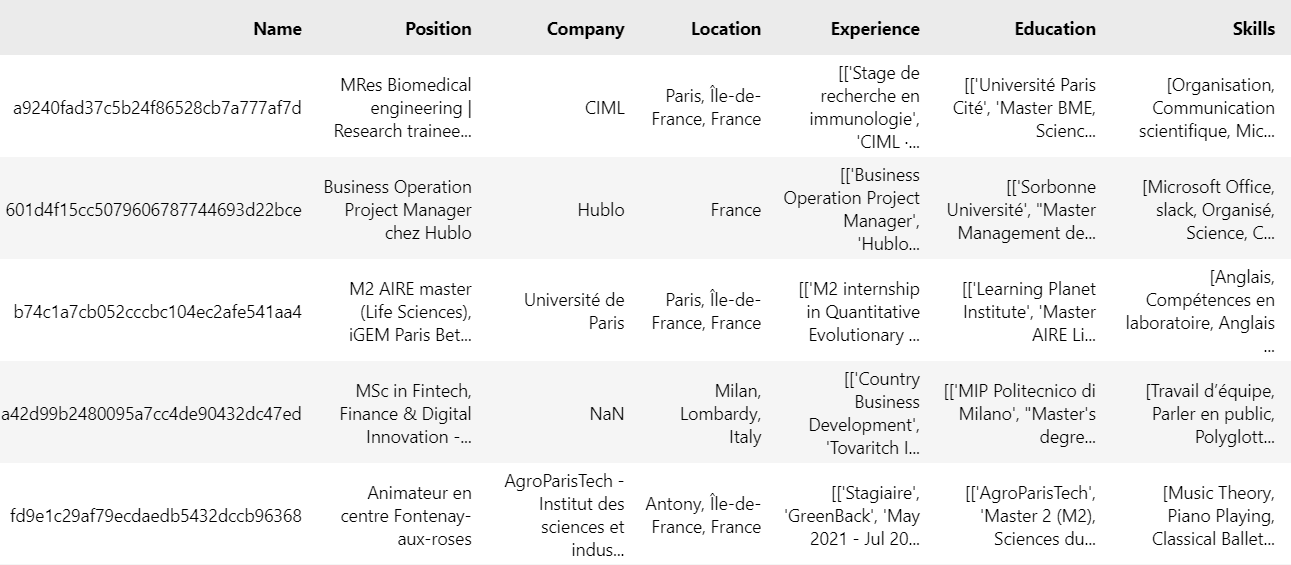 Name Position Company Location Experience Education Skills
a9240fad37c5b24f86528cb7a777af7d
MRes Biomedical
engineering |
Research trainee...
CIML
Paris, Île-de-
France, France
[['Stage de
recherche en
immunologie',
'CIML ·...
[['Université Paris
Cité', 'Master BME,
Scienc...
[Organisation,
Communication
scientifique, Mic...
601d4f15cc5079606787744693d22bce
Business Operation
Project Manager
chez Hublo
Hublo
France
[['Business
Operation Project
Manager',
'Hublo...
[['Sorbonne
Université', "Master
Management de...
[Microsoft Office,
slack, Organisé,
Science, C...
b74c1a7cb052cccbc104ec2afe541aa4
M2 AIRE master
(Life Sciences),
iGEM Paris Bet...
Université de
Paris
Paris, Île-de-
France, France
[['M2 internship
in Quantitative
Evolutionary ...
[['Learning Planet
Institute', 'Master
AIRE Li...
[Anglais,
Compétences en
laboratoire, Anglais
...
a42d99b2480095a7cc4de90432dc47ed
MSc in Fintech,
Finance & Digital
Innovation -...
NaN
Milan,
Lombardy,
Italy
[['Country
Business
Development',
'Tovaritch I...
[['MIP Politecnico di
Milano', "Master's
degre...
[Travail d’équipe,
Parler en public,
Polyglott...
fd9e1c29af79ecdaedb5432dccb96368
Animateur en
centre Fontenay-
aux-roses
AgroParisTech -
Institut des
sciences et
indus...
Antony, Île-de-
France, France
[['Stagiaire',
'GreenBack', 'May
2021 - Jul 20...
[['AgroParisTech',
'Master 2 (M2),
Sciences du...
[Music Theory,
Piano Playing,
Classical Ballet...